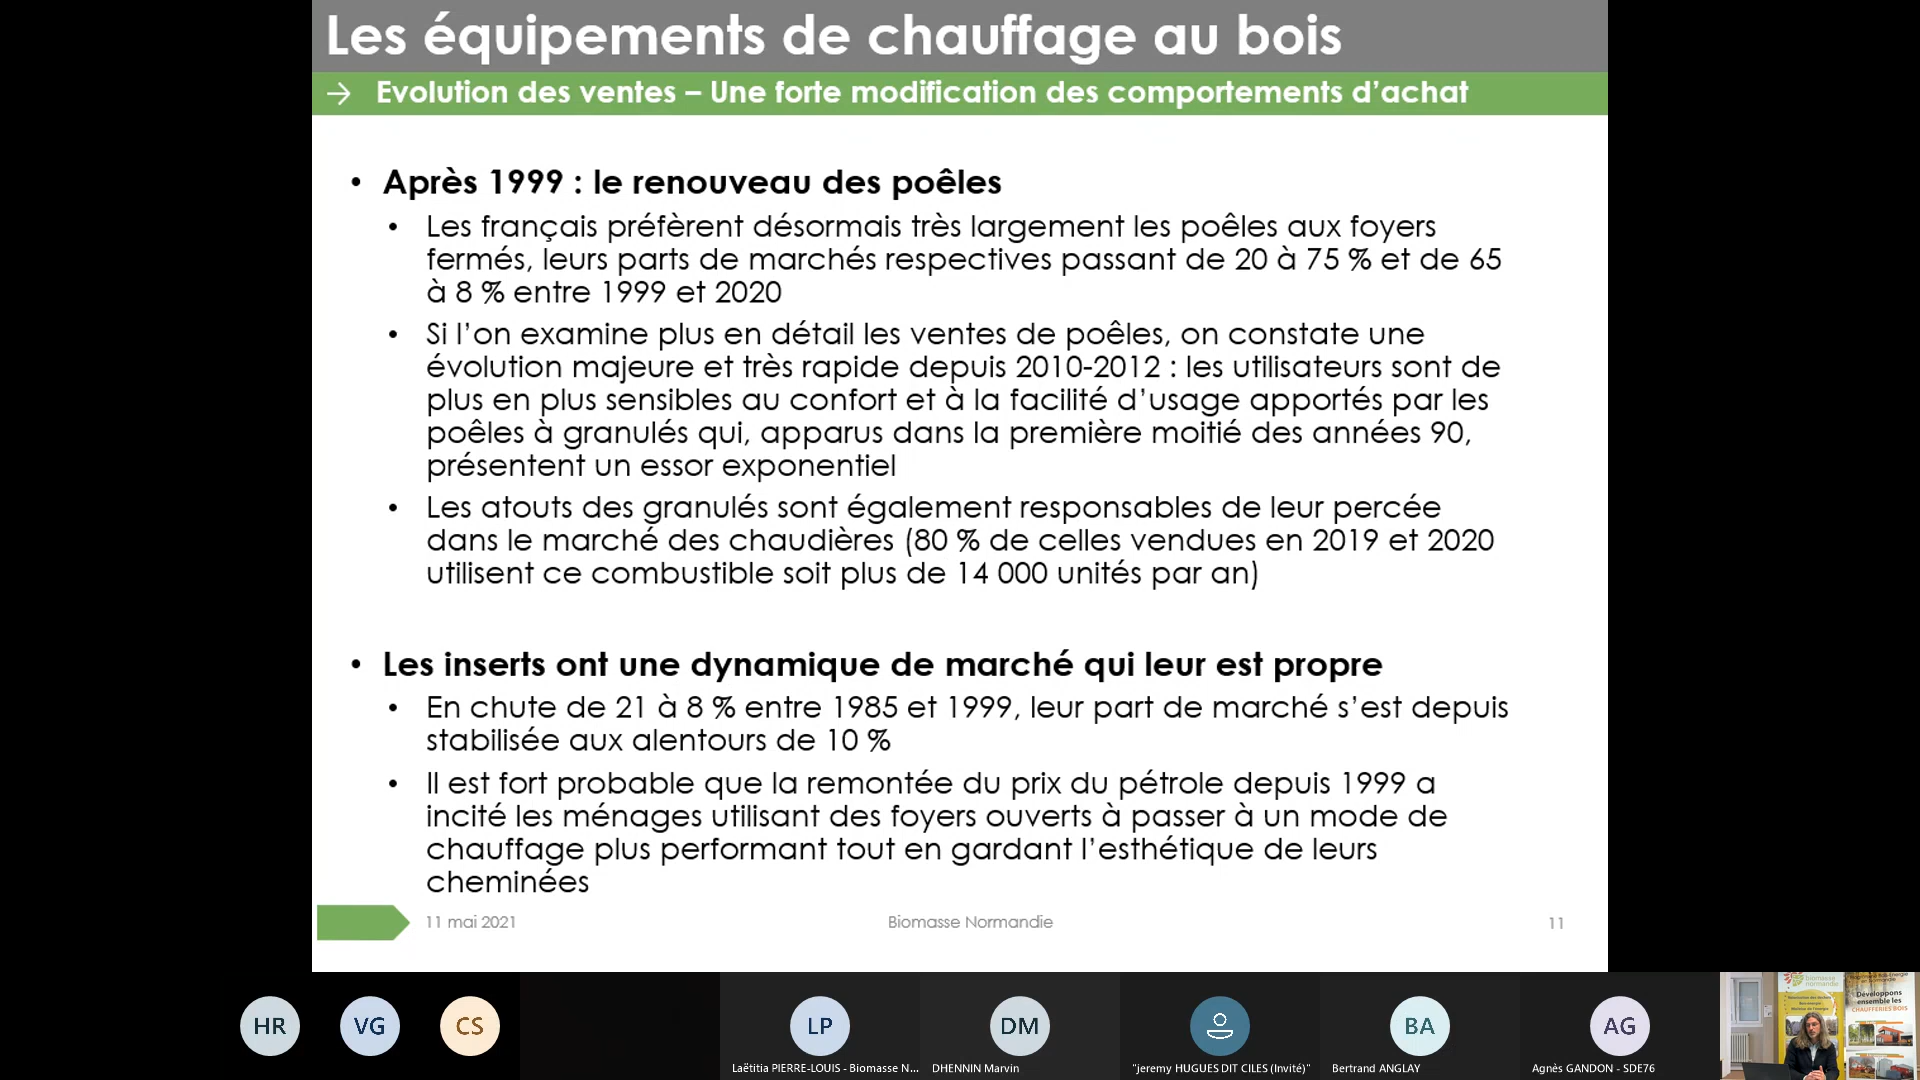 Les équipements de chauffage au bois
→ Evolution des ventes – Une forte modification des comportements d’achat
• Après 1999 : le renouveau des poêles
• Les français préfèrent désormais très largement les poêles aux foyers
fermés, leurs parts de marchés respectives passant de 20 à 75 % et de 65
à 8 % entre 1999 et 2020
• Si l’on examine plus en détail les ventes de poêles, on constate une
évolution majeure et très rapide depuis 2010-2012 : les utilisateurs sont de
plus en plus sensibles au confort et à la facilité d’usage apportés par les
poêles à granulés qui, apparus dans la première moitié des années 90,
présentent un essor exponentiel
• Les atouts des granulés sont également responsables de leur percée
dans le marché des chaudières (80 % de celles vendues en 2019 et 2020
utilisent ce combustible soit plus de 14 000 unités par an)
• Les inserts ont une dynamique de marché qui leur est propre
• En chute de 21 à 8 % entre 1985 et 1999, leur part de marché s’est depuis
stabilisée aux alentours de 10 %
• Il est fort probable que la remontée du prix du pétrole depuis 1999 a
incité les ménages utilisant des foyers ouverts à passer à un mode de
chauffage plus performant tout en gardant l’esthétique de leurs
cheminées
11 mai 2021
Biomasse Normandie
11
HR
VG
CS
LP
DM
BA
AG
Laëtitia PIERRE-LOUIS - Biomasse N...
DHENNIN Marvin
"jeremy HUGUES DIT CILES (Invité)"
Bertrand ANGLAY
Agnès GANDON - SDE76
biomasse
normandie
Développons
ensemble les
CHAUFFERIES BOIS